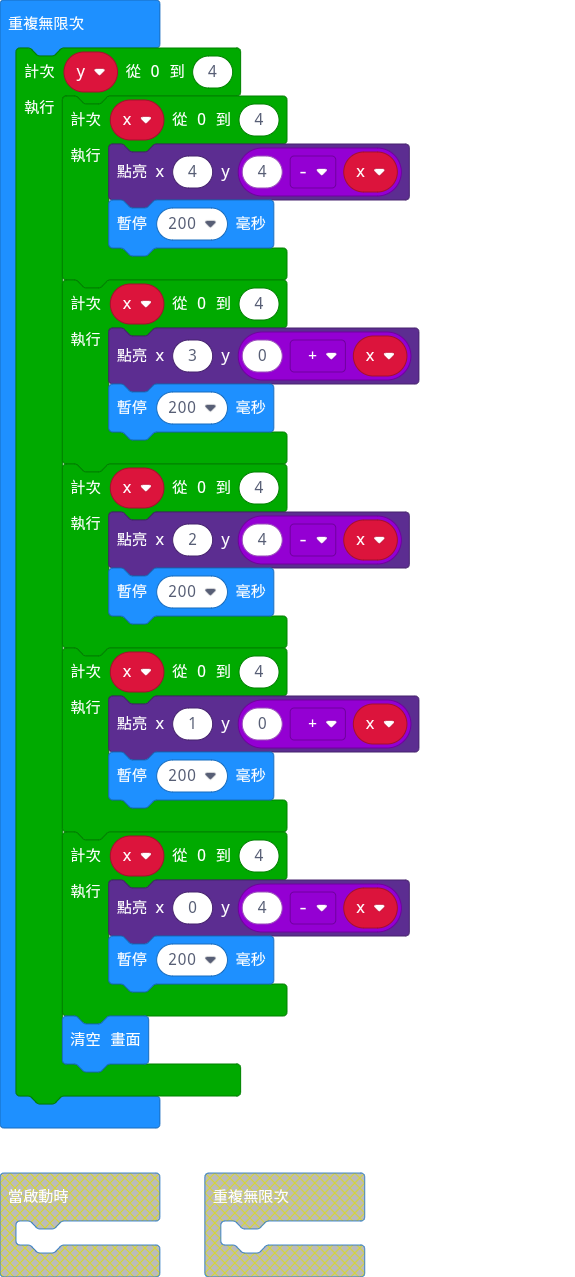 重複無限次
計次 y 從 0 到 4
執行
計次 x 從 0 到 4
執行
點亮 x 4 y 4 - x
暫停 200 毫秒
計次 x 從 0 到 4
執行
點亮 x 3 y 0 + x
暫停 200 毫秒
計次 x 從 0 到 4
執行
點亮 x 2 y 4 - x
暫停 200 毫秒
計次 x 從 0 到 4
執行
點亮 x 1 y 0 + x
暫停 200 毫秒
計次 x 從 0 到 4
執行
點亮 x 0 y 4 - x
暫停 200 毫秒
清空 畫面
當啟動時
重複無限次